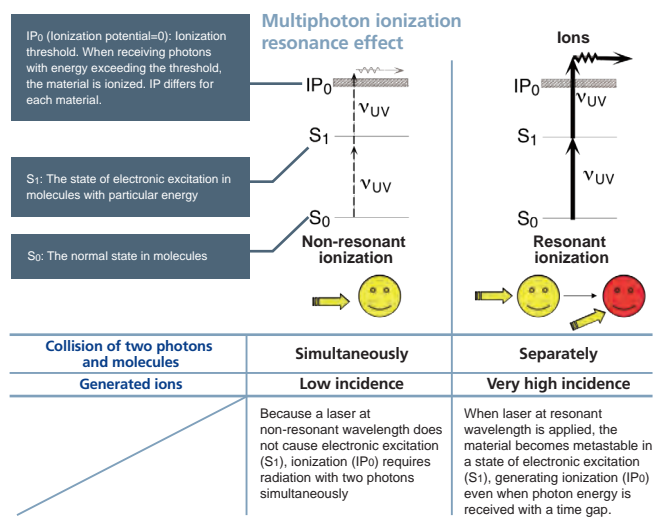 Multiphoton ionization
resonance effect
IP0 (Ionization potential=0): Ionization
threshold. When receiving photons
with energy exceeding the threshold,
the material is ionized. IP differs for
each material.
S1: The state of electronic excitation in
molecules with particular energy
S0: The normal state in molecules
IP0
νUV
S1
νUV
S0
Non-resonant
ionization
Ions
IP0
νUV
S1
νUV
S0
Resonant
ionization
Collision of two photons
and molecules
Simultaneously
Separately
Generated ions
Low incidence
Very high incidence
Because a laser at
non-resonant wavelength does
not cause electronic excitation
(S1), ionization (IP0) requires
radiation with two photons
simultaneously
When laser at resonant
wavelength is applied, the
material becomes metastable in
a state of electronic excitation
(S1), generating ionization (IP0)
even when photon energy is
received with a time gap.